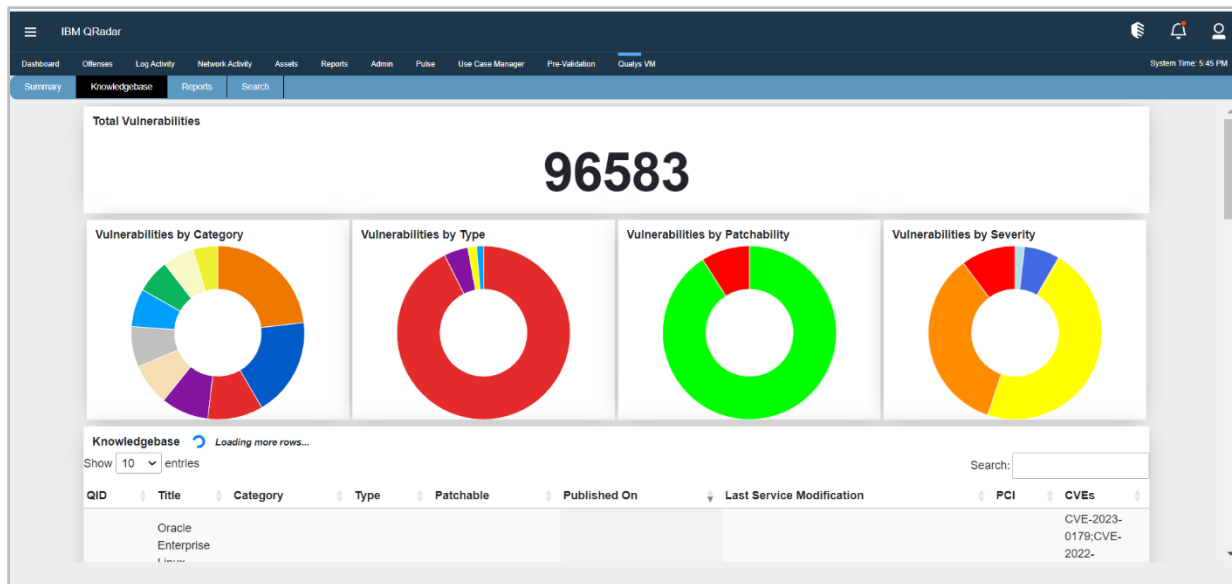 IBM QRadar
Dashboard Offenses Log Activity Network Activity Assets Reports Admin Pulse Use Case Manager Pre-Validation Qualys VM System Time: 5:45 PM
Summary Knowledgebase Reports Search
Total Vulnerabilities
96583
Vulnerabilities by Category Vulnerabilities by Type Vulnerabilities by Patchability Vulnerabilities by Severity
Knowledgebase Loading more rows...
Show 10 entries Search:
QID Title Category Type Patchable Published On Last Service Modification PCI CVEs
Oracle
Enterprise
Linux
CVE-2023-
0179;CVE-
2022-